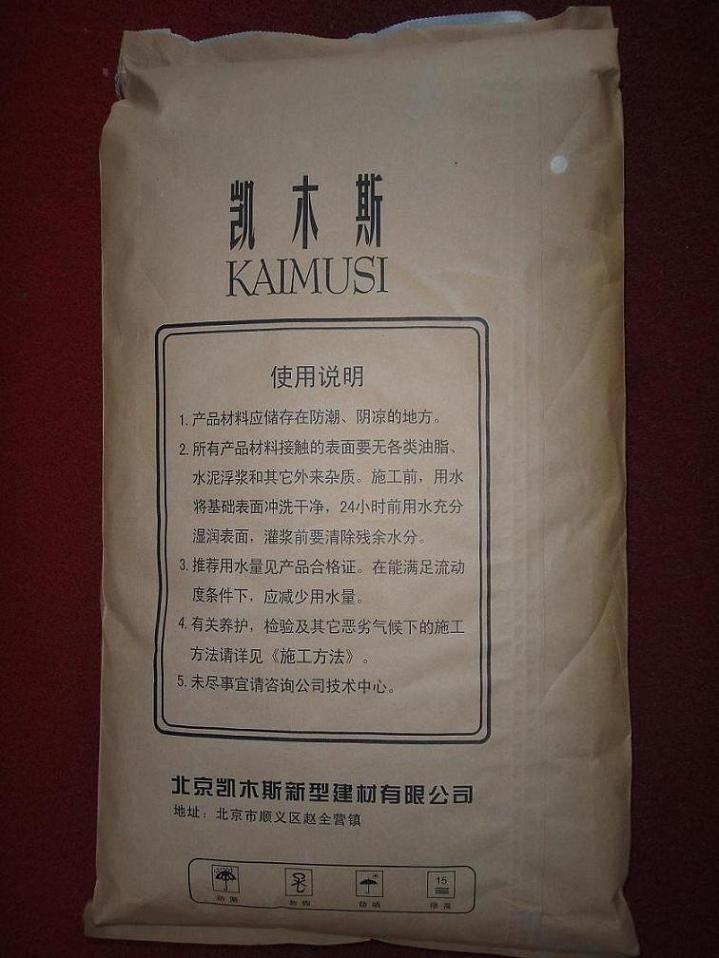 凯木斯
KAIMUSI
使用说明
1. 产品材料应储存在防潮、阴凉的地方。
2. 所有产品材料接触的表面要无各类油脂、
水泥浮浆和其它外来杂质。施工前，用水
将基础表面冲洗干净，24小时前用水充分
湿润表面，灌浆前要清除残余水分。
3. 推荐用水量见产品合格证。在能满足流动
度条件下，应减少用水量。
4. 有关养护，检验及其它恶劣气候下的施工
方法请详见《施工方法》。
5. 未尽事宜请咨询公司技术中心。
北京凯木斯新型建材有限公司
地址：北京市顺义区赵全营镇
15
防潮 防晒 限高